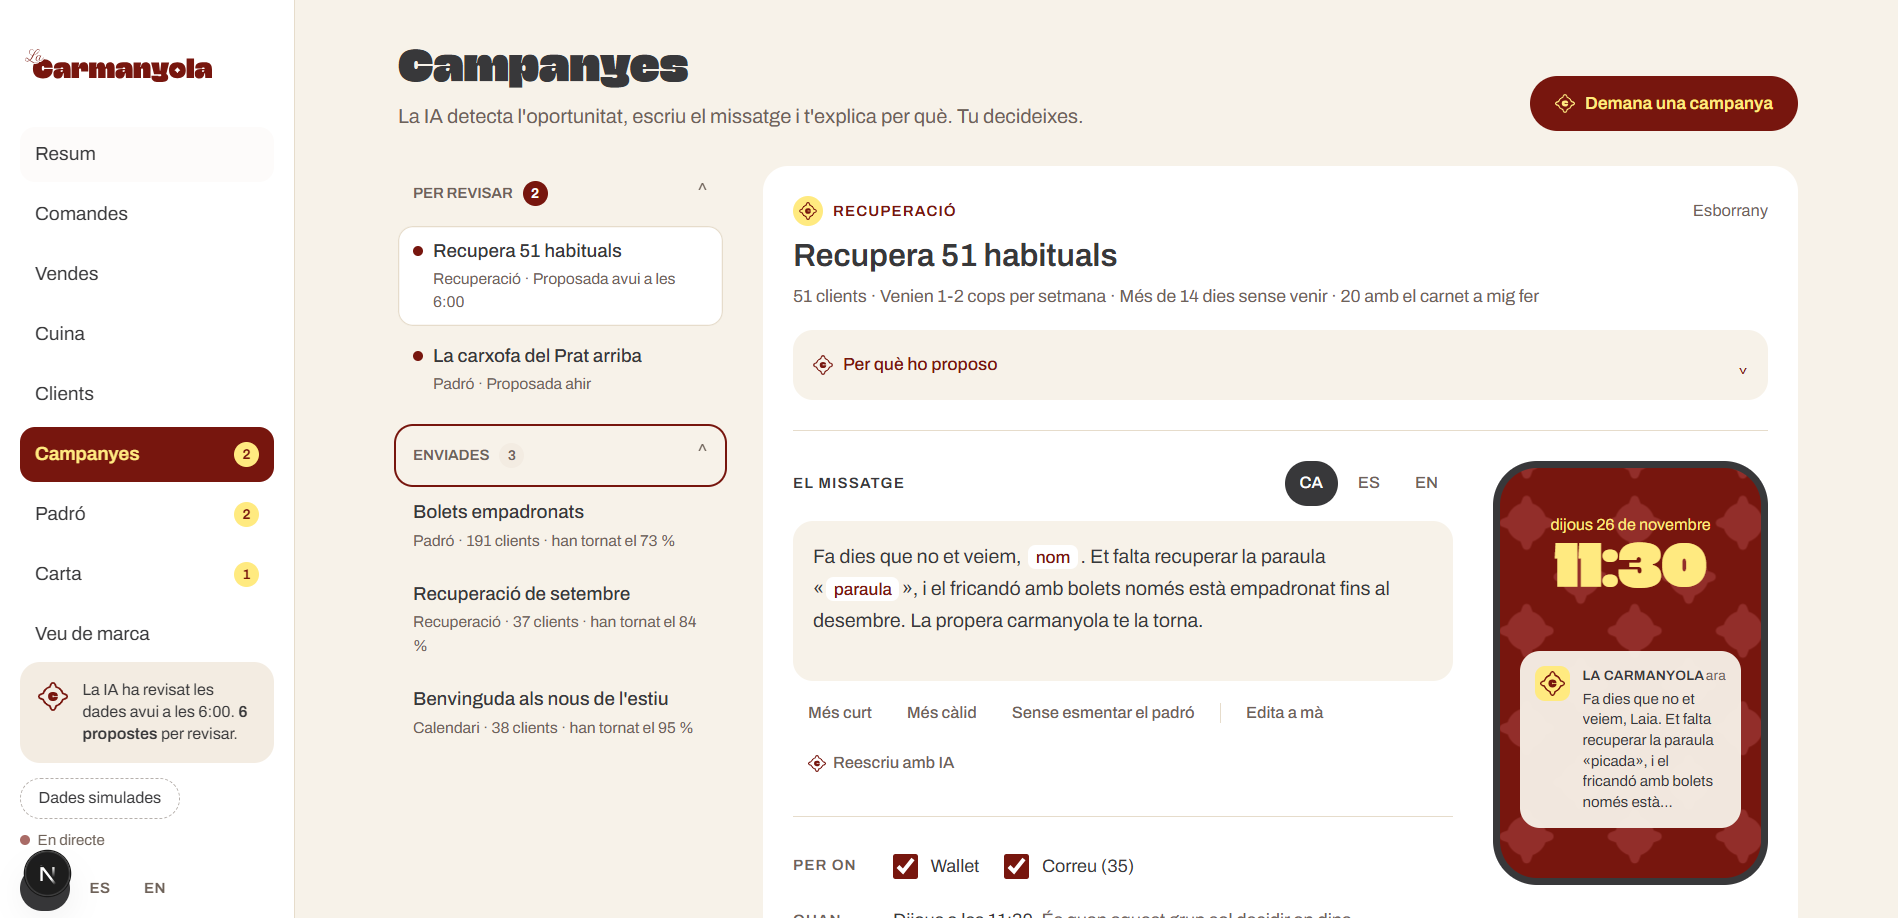 La Carmanyola
Resum
Comandes
Vendes
Cuina
Clients
Campanyes 2
Padró 2
Carta 1
Veu de marca
La IA ha revisat les
dades avui a les 6:00. 6
propostes per revisar.
Dades simulades
En directe
N
ES EN
Campanyes
La IA detecta l'oportunitat, escriu el missatge i t'explica per què. Tu decideixes.
Demana una campanya
PER REVISAR 2
Recupera 51 habituals
Recuperació · Proposada avui a les
6:00
La carxofa del Prat arriba
Padró · Proposada ahir
ENVIADES 3
Bolets empadronats
Padró · 191 clients · han tornat el 73 %
Recuperació de setembre
Recuperació · 37 clients · han tornat el 84
%
Benvinguda als nous de l'estiu
Calendari · 38 clients · han tornat el 95 %
RECUPERACIÓ
Esborrany
Recupera 51 habituals
51 clients · Venien 1-2 cops per setmana · Més de 14 dies sense venir · 20 amb el carnet a mig fer
Per què ho proposo
EL MISSATGE
CA ES EN
Fa dies que no et veiem, nom . Et falta recuperar la paraula
« paraula », i el fricandó amb bolets només està empadronat fins al
desembre. La propera carmanyola te la torna.
Més curt Més càlid Sense esmentar el padró Edita a mà
Reescriu amb IA
dijous 26 de novembre
11:30
LA CARMANYOLA ara
Fa dies que no et
veiem, Laia. Et falta
recuperar la paraula
«picada», i el
fricandó amb bolets
només està…
PER ON Wallet Correu (35)